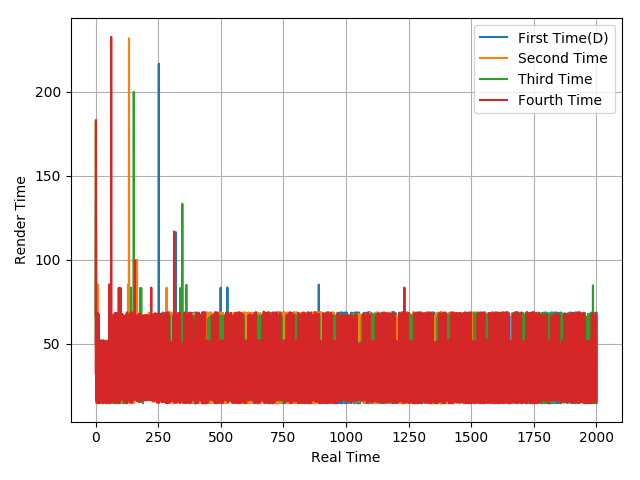 First Time(D)
Second Time
Third Time
Fourth Time
Render Time
200
150
100
50
0
250
500
750
1000
1250
1500
1750
2000
Real Time